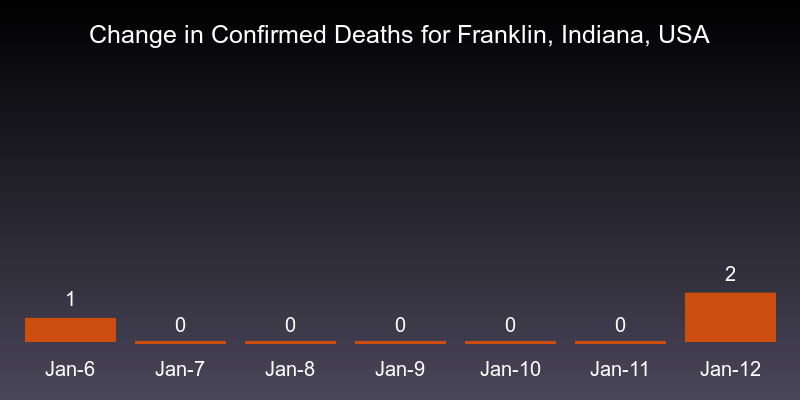 Change in Confirmed Deaths for Franklin, Indiana, USA
1
0
0
0
0
0
2
Jan-6
Jan-7
Jan-8
Jan-9
Jan-10
Jan-11
Jan-12